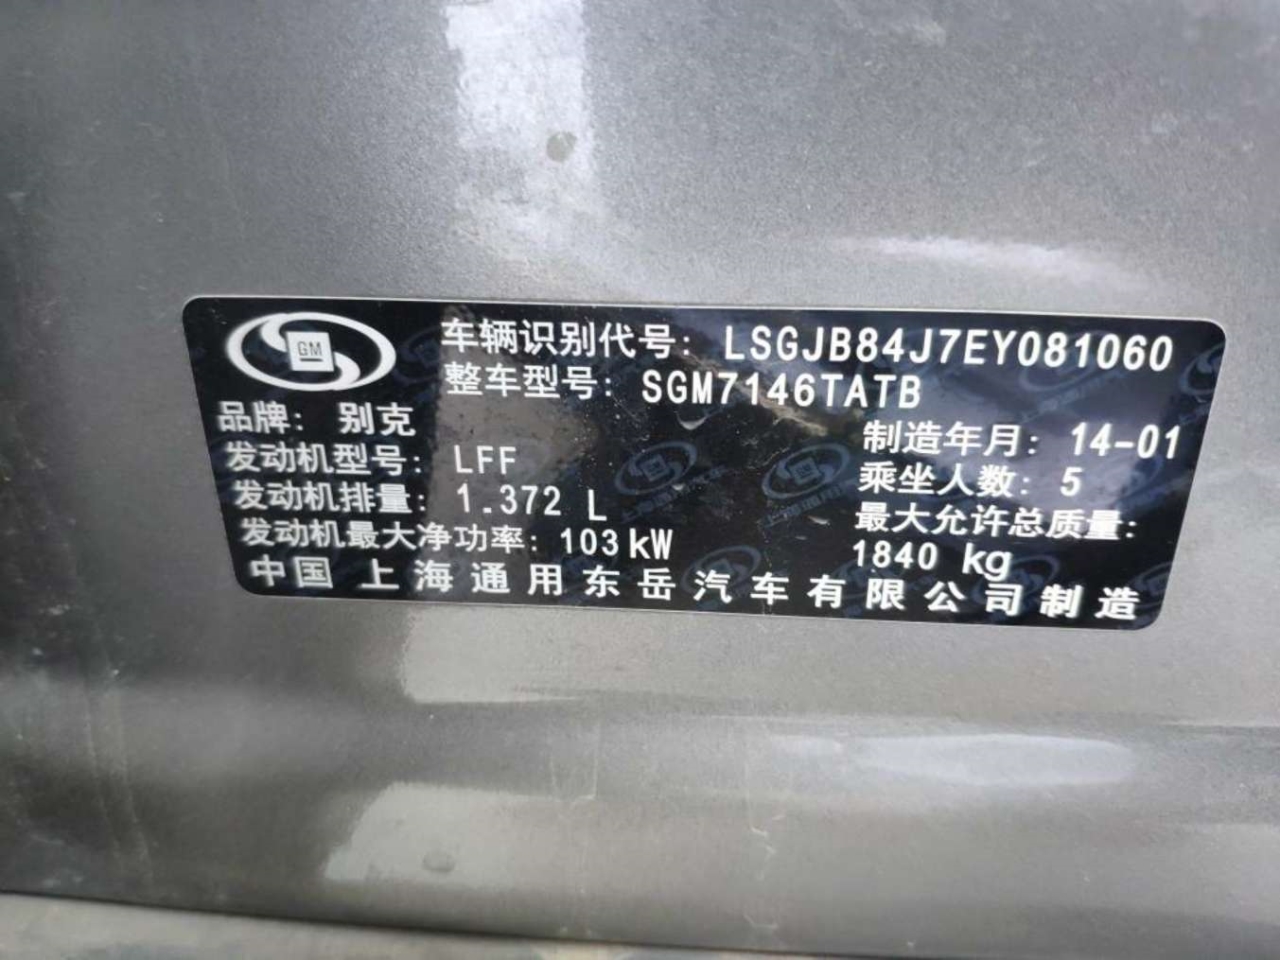 GM
车辆识别代号: LSGJB84J7EY081060
整车型号: SGM7146TATB
品牌: 别克
制造年月: 14-01
发动机型号: LFF
乘坐人数: 5
发动机排量: 1.372 L
最大允许总质量:
1840 kg
发动机最大净功率: 103kW
中国上海通用东岳汽车有限公司制造